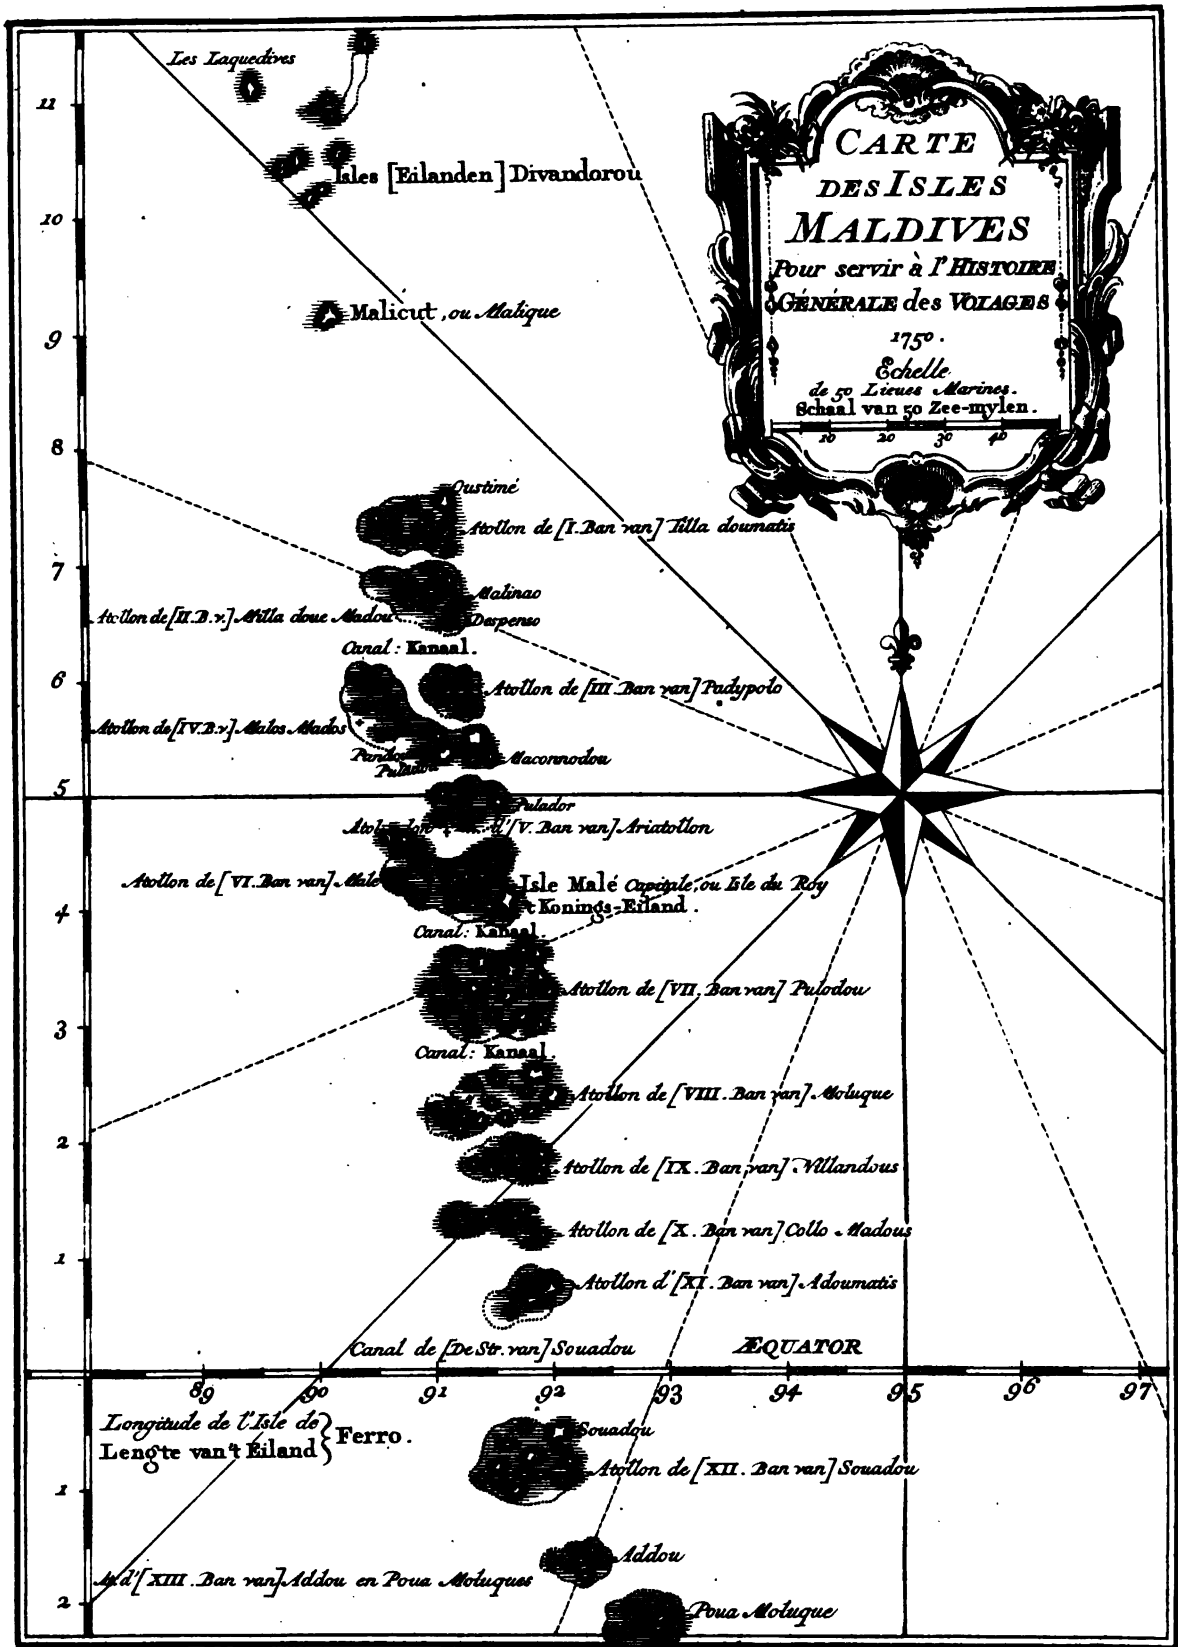 Les Laquedives
Isles [Eilanden] Divandorou
Malicut, ou Malique
CARTE
DES ISLES
MALDIVES
Pour servir à l'HISTOIRE
GÉNÉRALE des VOIAGES
1750.
Echelle
de 50 Lieues Marines.
Schaal van 50 Zee-mylen.
10 20 30 40
11
10
9
8
7
6
5
4
3
2
1
1
2
Oustimé
Atollon de [I. Ban van] Tilla doumatis
Malinao
Atollon de [II. B. v.] Milla doue Madou
Despenso
Canal: Kanaal.
Atollon de [III. Ban van] Padypolo
Atollon de [IV. B. v.] Malos Mados
Maconnodou
Pulador
d'[V. Ban van] Ariatollon
Atollon de [VI. Ban van] Male
Isle Malé Capitale, ou Isle du Roy
't Konings-Eiland.
Canal: Kanaal.
Atollon de [VII. Ban van] Pulodou
Canal: Kanaal.
Atollon de [VIII. Ban van] Moluque
Atollon de [IX. Ban van] Nillandous
Atollon de [X. Ban van] Collo Madous
Atollon d' [XI. Ban van] Adoumatis
Canal de [De Str. van] Souadou
ÆQUATOR
89 90 91 92 93 94 95 96 97
Longitude de l'Isle de
Lengte van 't Eiland } Ferro.
Souadou
Atollon de [XII. Ban van] Souadou
Addou
At. d'[XIII. Ban van] Addou en Poua Moluques
Poua Moluque